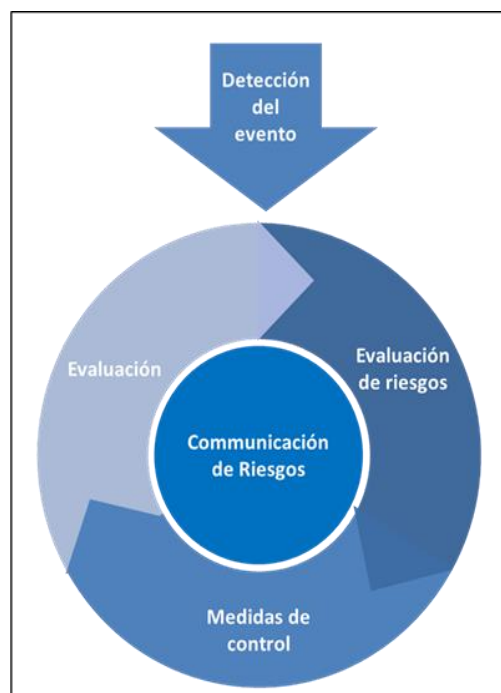 Detección
del
evento
Evaluación
Evaluación
de riesgos
Communicación
de Riesgos
Medidas de
control